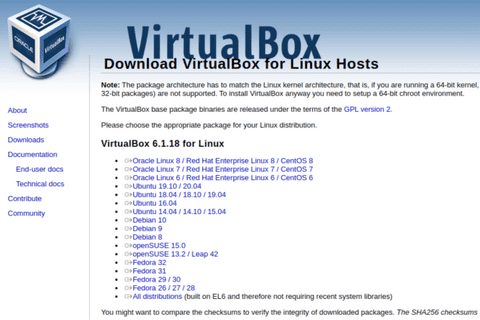 VirtualBox
ORACLE
VirtualBox
Download VirtualBox for Linux Hosts
About
Screenshots
Downloads
Documentation
End-user docs
Technical docs
Contribute
Community
Note: The package architecture has to match the Linux kernel architecture, that is, if you are running a 64-bit kernel,
32-bit packages) are not supported. To install VirtualBox anyway you need to setup a 64-bit chroot environment.
The VirtualBox base package binaries are released under the terms of the GPL version 2.
Please choose the appropriate package for your Linux distribution.
VirtualBox 6.1.18 for Linux
Oracle Linux 8 / Red Hat Enterprise Linux 8 / CentOS 8
Oracle Linux 7 / Red Hat Enterprise Linux 7 / CentOS 7
Oracle Linux 6 / Red Hat Enterprise Linux 6 / CentOS 6
Ubuntu 19.10 / 20.04
Ubuntu 18.04 / 18.10 / 19.04
Ubuntu 16.04
Ubuntu 14.04 / 14.10 / 15.04
Debian 10
Debian 9
Debian 8
openSUSE 15.0
openSUSE 13.2 / Leap 42
Fedora 32
Fedora 31
Fedora 29 / 30
Fedora 26 / 27 / 28
All distributions (built on EL6 and therefore not requiring recent system libraries)
You might want to compare the checksums to verify the integrity of downloaded packages. The SHA256 checksums